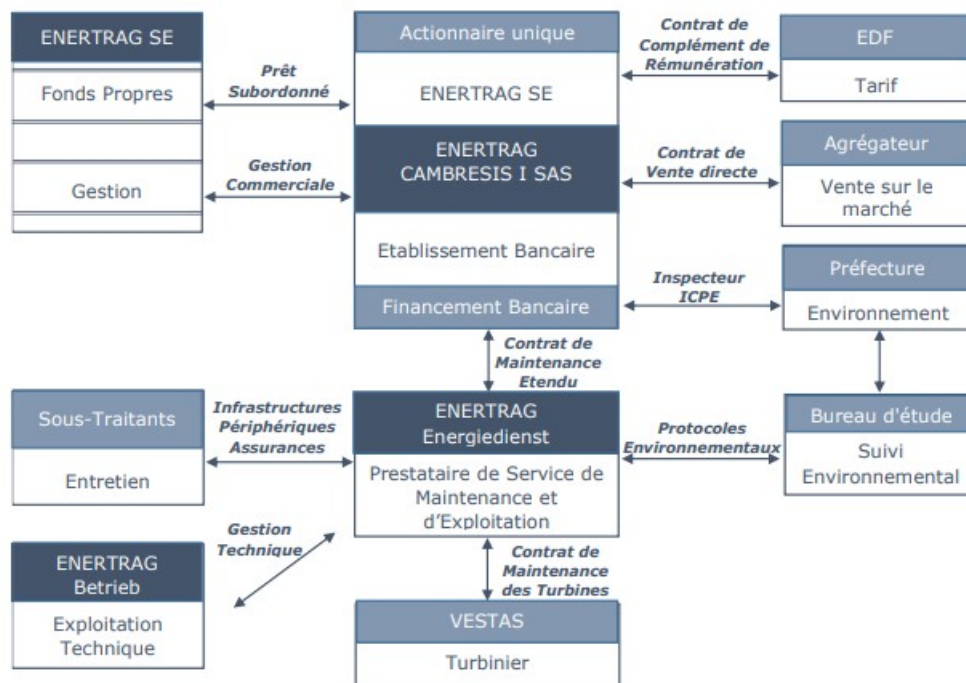 ENERTRAG SE
Fonds Propres
Gestion
Prêt
Subordonné
Gestion
Commerciale
Actionnaire unique
ENERTRAG SE
ENERTRAG
CAMBRESIS I SAS
Etablissement Bancaire
Financement Bancaire
Contrat de
Complément de
Rémunération
EDF
Tarif
Contrat de
Vente directe
Agrégateur
Vente sur le
marché
Inspecteur
ICPE
Préfecture
Environnement
Contrat de
Maintenance
Etendu
Sous-Traitants
Entretien
Infrastructures
Périphériques
Assurances
ENERTRAG
Energiedienst
Prestataire de Service de
Maintenance et
d'Exploitation
Protocoles
Environnementaux
Bureau d'étude
Suivi
Environmental
Gestion
Technique
ENERTRAG
Betrieb
Exploitation
Technique
Contrat de
Maintenance
des Turbines
VESTAS
Turbinier